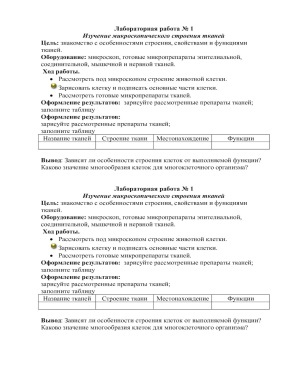 Лабораторная работа № 1
Изучение микроскопического строения тканей
Цель: знакомство с особенностями строения, свойствами и функциями
тканей.
Оборудование: микроскоп, готовые микропрепараты эпителиальной,
соединительной, мышечной и нервной тканей.
Ход работы.
• Рассмотреть под микроскопом строение животной клетки.
Зарисовать клетку и подписать основные части клетки.
• Рассмотреть готовые микропрепараты тканей.
Оформление результатов: зарисуйте рассмотренные препараты тканей;
заполните таблицу
Оформление результатов:
зарисуйте рассмотренные препараты тканей;
заполните таблицу
Название тканей Строение ткани Местонахождение Функции
Вывод: Зависят ли особенности строения клеток от выполняемой функции?
Каково значение многообразия клеток для многоклеточного организма?
Лабораторная работа № 1
Изучение микроскопического строения тканей
Цель: знакомство с особенностями строения, свойствами и функциями
тканей.
Оборудование: микроскоп, готовые микропрепараты эпителиальной,
соединительной, мышечной и нервной тканей.
Ход работы.
• Рассмотреть под микроскопом строение животной клетки.
Зарисовать клетку и подписать основные части клетки.
• Рассмотреть готовые микропрепараты тканей.
Оформление результатов: зарисуйте рассмотренные препараты тканей;
заполните таблицу
Оформление результатов:
зарисуйте рассмотренные препараты тканей;
заполните таблицу
Название тканей Строение ткани Местонахождение Функции
Вывод: Зависят ли особенности строения клеток от выполняемой функции?
Каково значение многообразия клеток для многоклеточного организма?